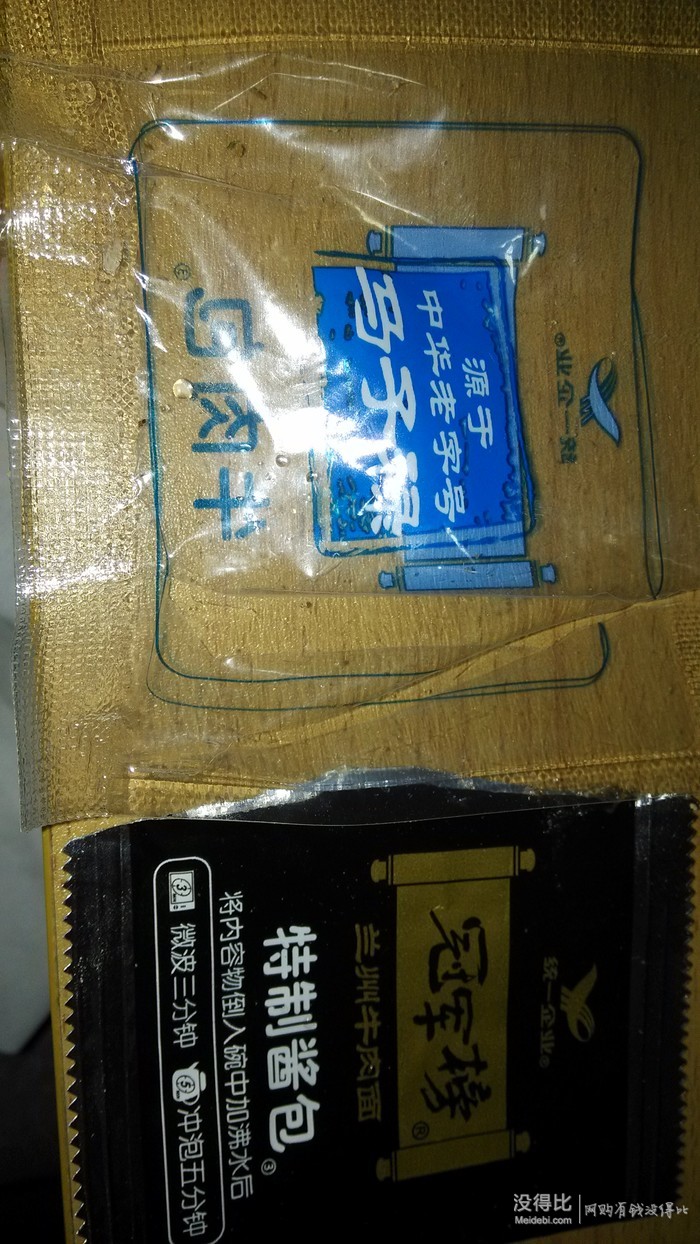 统一企业®
源于
中华老字号
马子禄
牛肉包③
统一企业®
冠军榜®
兰州牛肉面
特制酱包③
将内容物倒入碗中加沸水后
微波三分钟 冲泡五分钟
没得比 网购有钱没得比
Meidebi.com